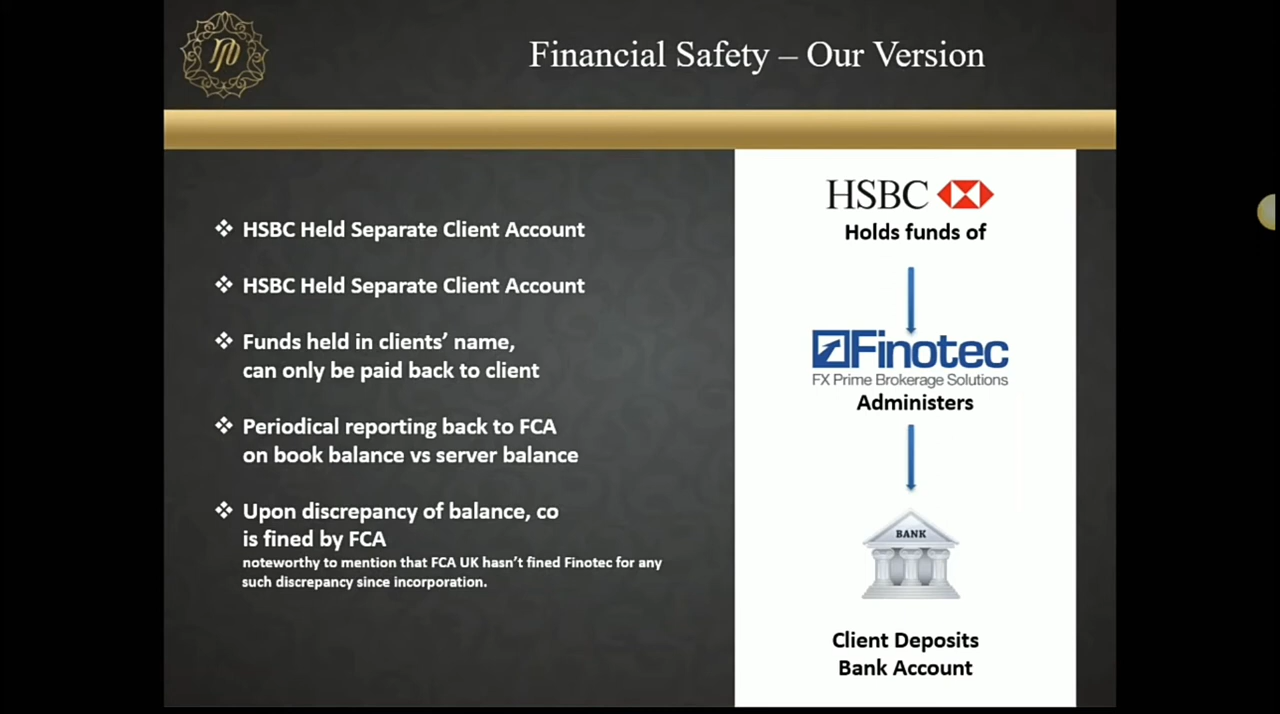 Financial Safety – Our Version
❖ HSBC Held Separate Client Account
❖ HSBC Held Separate Client Account
❖ Funds held in clients’ name,
can only be paid back to client
❖ Periodical reporting back to FCA
on book balance vs server balance
❖ Upon discrepancy of balance, co
is fined by FCA
noteworthy to mention that FCA UK hasn’t fined Finotec for any
such discrepancy since incorporation.
HSBC
Holds funds of
Finotec
FX Prime Brokerage Solutions
Administers
BANK
Client Deposits
Bank Account